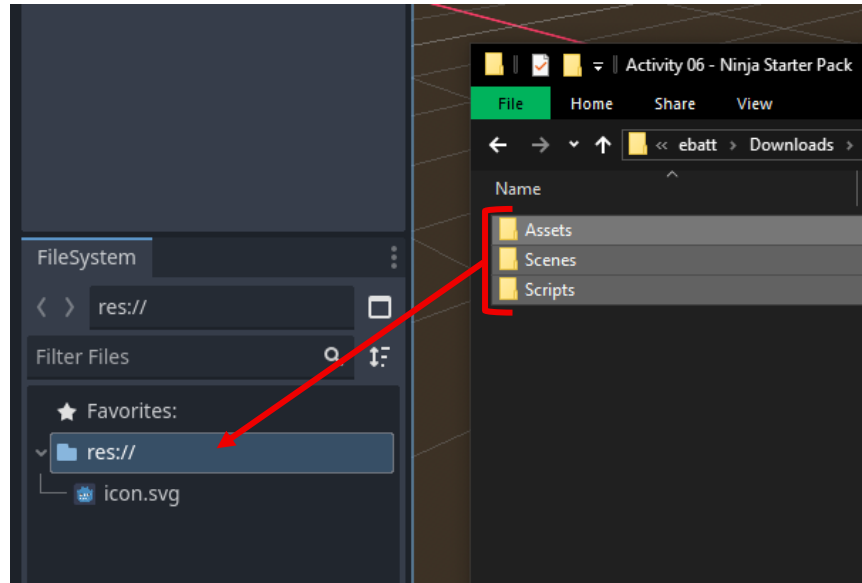 FileSystem
res://
Filter Files
Favorites:
res://
icon.svg
Activity 06 - Ninja Starter Pack
File Home Share View
« ebatt > Downloads >
Name
Assets
Scenes
Scripts